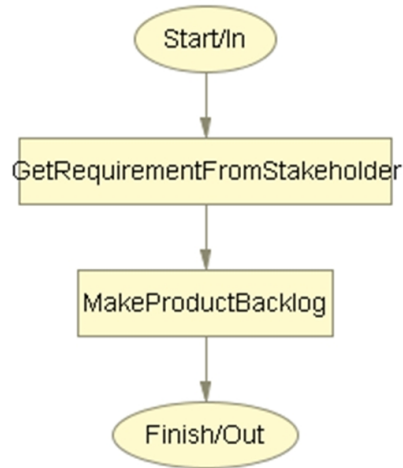 Start/In
GetRequirementFromStakeholder
MakeProductBacklog
Finish/Out